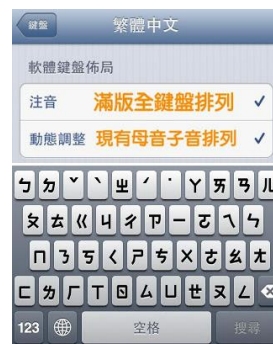 鍵盤
繁體中文
軟體鍵盤佈局
注音 滿版全鍵盤排列 ✓
動態調整 現有母音子音排列 ✓
ㄅ ㄉ ˇ ˋ ㄓ ˊ ˙ ㄚ ㄞ ㄢ ㄦ
ㄆ ㄊ ㄍ ㄐ ㄔ ㄗ ㄧ ㄛ ㄟ ㄣ
ㄇ ㄋ ㄎ ㄑ ㄕ ㄘ ㄨ ㄜ ㄠ ㄤ
ㄈ ㄌ ㄏ ㄒ ㄖ ㄙ ㄩ ㄝ ㄡ ㄥ
123 空格 搜尋